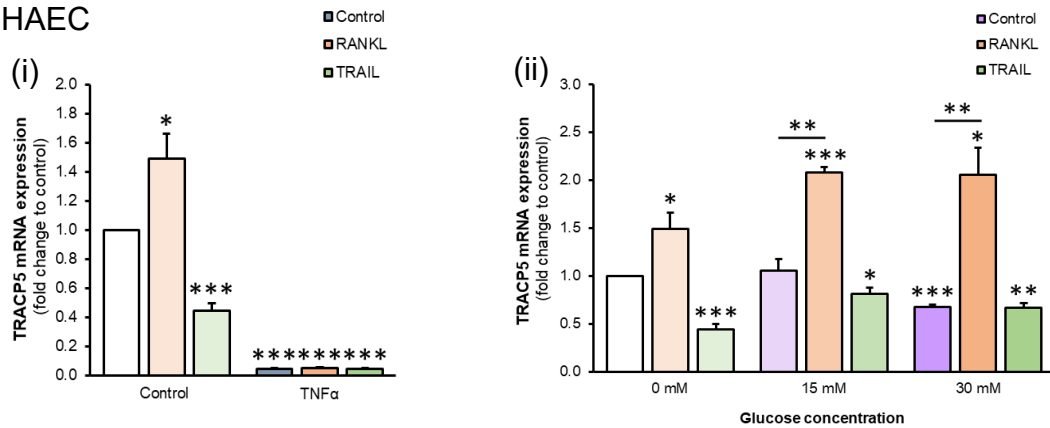 HAEC
(i)
Control
RANKL
TRAIL
TRACP5 mRNA expression
(fold change to control)
2.0
1.8
1.6
1.4
1.2
1.0
0.8
0.6
0.4
0.2
0.0
*
***
*********
Control
TNFα
(ii)
Control
RANKL
TRAIL
TRACP5 mRNA expression
(fold change to control)
3.0
2.5
2.0
1.5
1.0
0.5
0.0
*
***
**
***
*
**
*
***
**
0 mM
15 mM
30 mM
Glucose concentration